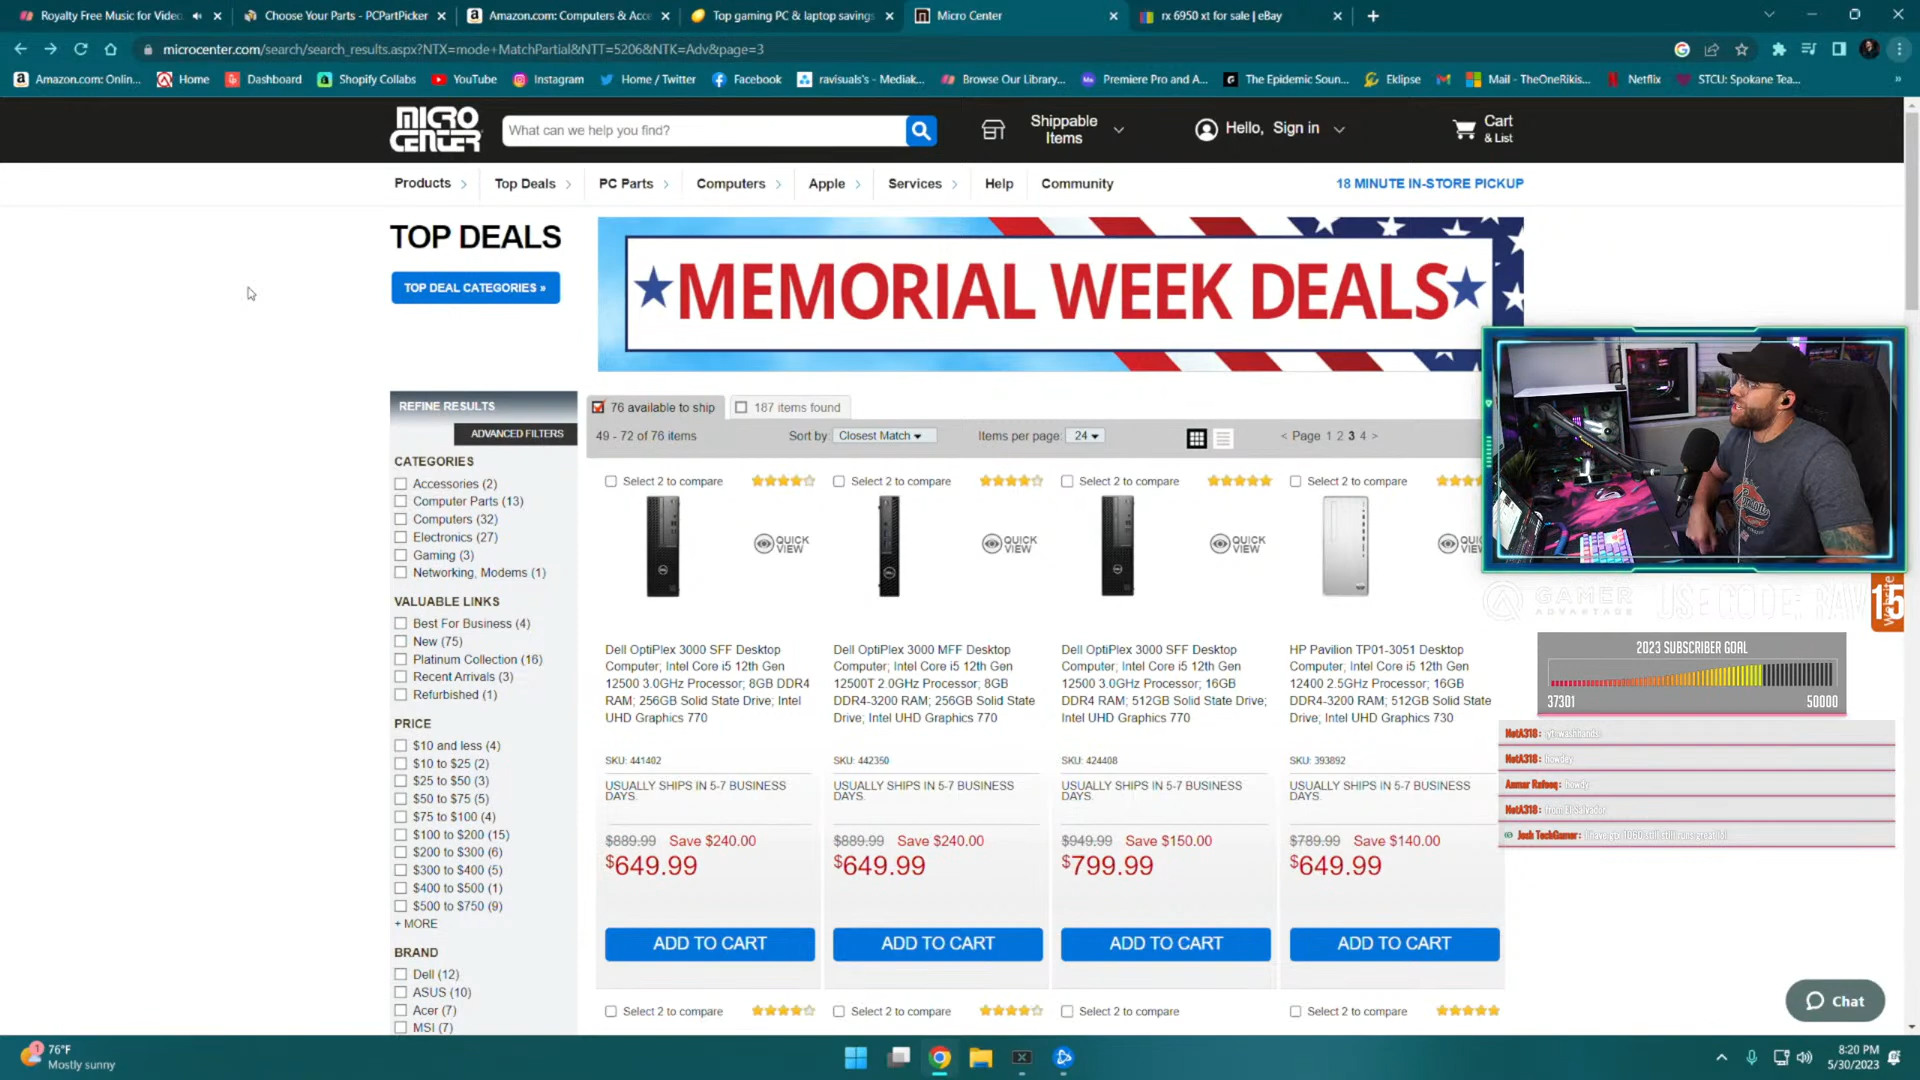 Royalty Free Music for Video
Choose Your Parts - PCPartPicker
Amazon.com: Computers & Acce
Top gaming PC & laptop savings
Micro Center
rx 6950 xt for sale | eBay
microcenter.com/search/search_results.aspx?NTX=mode+MatchPartial&NTT=5206&NTK=Adv&page=3
Amazon.com: Onlin...
Home
Dashboard
Shopify Collabs
YouTube
Instagram
Home / Twitter
Facebook
ravisuals's - Mediak...
Browse Our Library...
Premiere Pro and A...
The Epidemic Soun...
Eklipse
Mail - TheOneRikis...
Netflix
STCU: Spokane Tea...
MICRO CENTER
What can we help you find?
Shippable Items
Hello, Sign in
Cart & List
Products
Top Deals
PC Parts
Computers
Apple
Services
Help
Community
18 MINUTE IN-STORE PICKUP
TOP DEALS
TOP DEAL CATEGORIES »
MEMORIAL WEEK DEALS
REFINE RESULTS
ADVANCED FILTERS
76 available to ship
187 items found
49 - 72 of 76 items
Sort by: Closest Match
Items per page: 24
< Page 1 2 3 4 >
CATEGORIES
Accessories (2)
Computer Parts (13)
Computers (32)
Electronics (27)
Gaming (3)
Networking, Modems (1)
VALUABLE LINKS
Best For Business (4)
New (75)
Platinum Collection (16)
Recent Arrivals (3)
Refurbished (1)
PRICE
$10 and less (4)
$10 to $25 (2)
$25 to $50 (3)
$50 to $75 (5)
$75 to $100 (4)
$100 to $200 (15)
$200 to $300 (6)
$300 to $400 (5)
$400 to $500 (1)
$500 to $750 (9)
+ MORE
BRAND
Dell (12)
ASUS (10)
Acer (7)
MSI (7)
Select 2 to compare
QUICK VIEW
Dell OptiPlex 3000 SFF Desktop
Computer; Intel Core i5 12th Gen
12500 3.0GHz Processor; 8GB DDR4
RAM; 256GB Solid State Drive; Intel
UHD Graphics 770
SKU: 441402
USUALLY SHIPS IN 5-7 BUSINESS
DAYS.
$889.99 Save $240.00
$649.99
ADD TO CART
Select 2 to compare
Select 2 to compare
QUICK VIEW
Dell OptiPlex 3000 MFF Desktop
Computer; Intel Core i5 12th Gen
12500T 2.0GHz Processor; 8GB
DDR4-3200 RAM; 256GB Solid State
Drive; Intel UHD Graphics 770
SKU: 442350
USUALLY SHIPS IN 5-7 BUSINESS
DAYS.
$889.99 Save $240.00
$649.99
ADD TO CART
Select 2 to compare
Select 2 to compare
QUICK VIEW
Dell OptiPlex 3000 SFF Desktop
Computer; Intel Core i5 12th Gen
12500 3.0GHz Processor; 16GB
DDR4 RAM; 512GB Solid State Drive;
Intel UHD Graphics 770
SKU: 424408
USUALLY SHIPS IN 5-7 BUSINESS
DAYS.
$949.99 Save $150.00
$799.99
ADD TO CART
Select 2 to compare
Select 2 to compare
QUI
VIEW
HP Pavilion TP01-3051 Desktop
Computer; Intel Core i5 12th Gen
12400 2.5GHz Processor; 16GB
DDR4-3200 RAM; 512GB Solid State
Drive; Intel UHD Graphics 730
SKU: 393892
USUALLY SHIPS IN 5-7 BUSINESS
DAYS.
$789.99 Save $140.00
$649.99
ADD TO CART
Select 2 to compare
GAMER ADVANTAGE
USE CODE: RAV
15
Website
2023 SUBSCRIBER GOAL
37301
50000
NotA318:
NotA318: howdey
Ammar Rafeeq: howdy
NotA318: from El Salvador
Josh TechGamer:
Chat
1
76°F
Mostly sunny
8:20 PM
5/30/2023